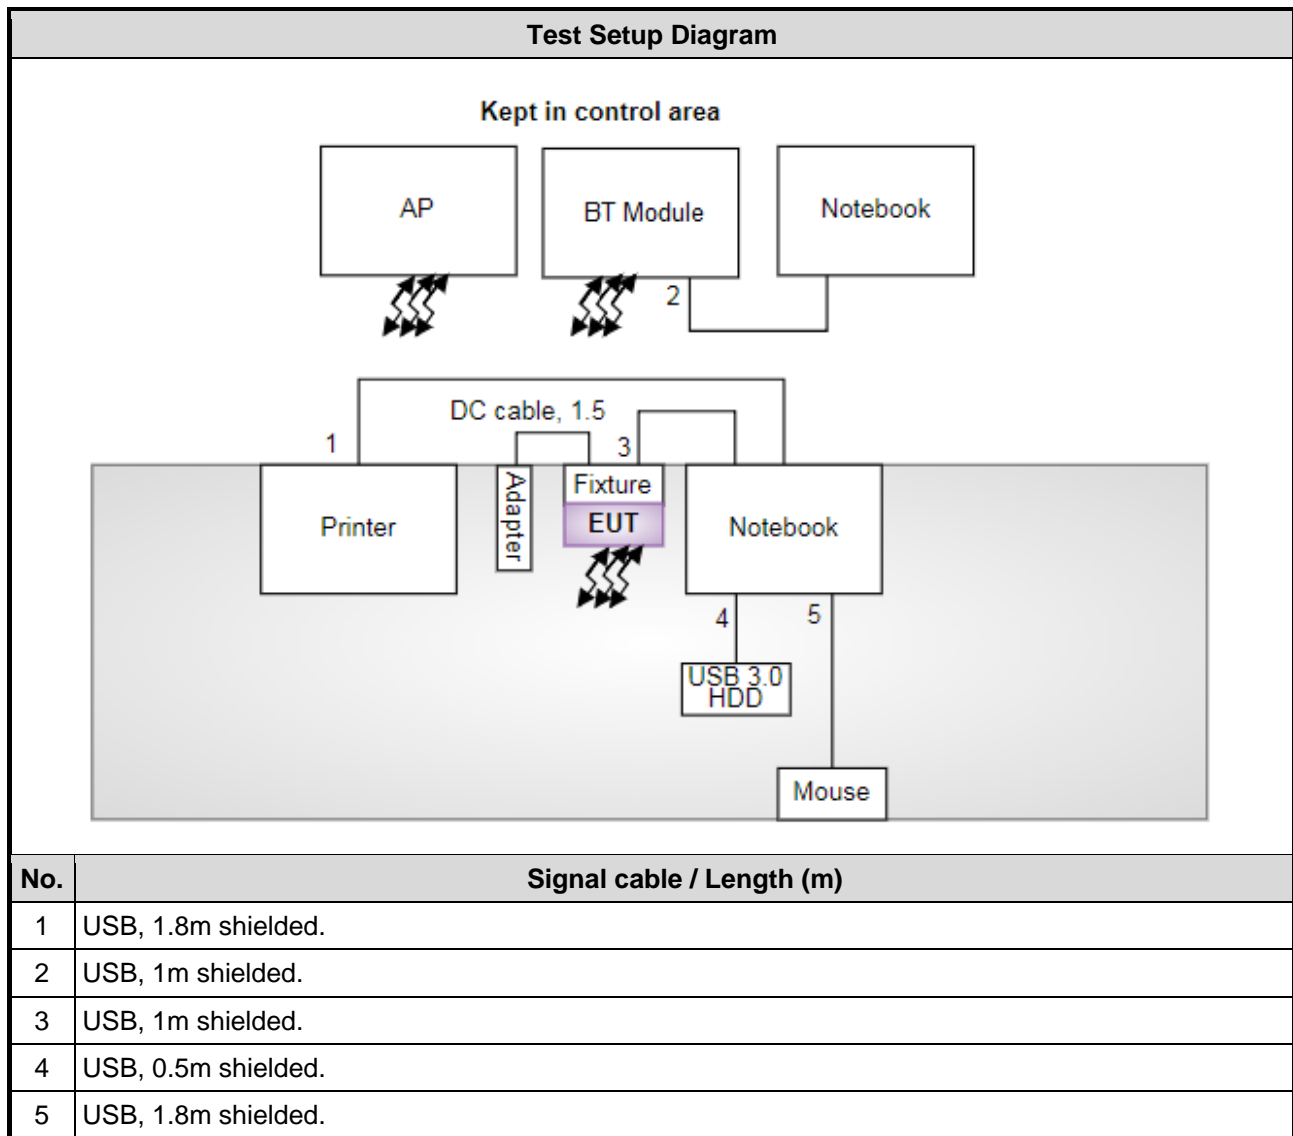 Test Setup Diagram
Kept in control area
AP
BT Module
Notebook
2
DC cable, 1.5
1
3
Printer
Adapter
Fixture
EUT
Notebook
4
5
USB 3.0
HDD
Mouse
No. Signal cable / Length (m)
1 USB, 1.8m shielded.
2 USB, 1m shielded.
3 USB, 1m shielded.
4 USB, 0.5m shielded.
5 USB, 1.8m shielded.